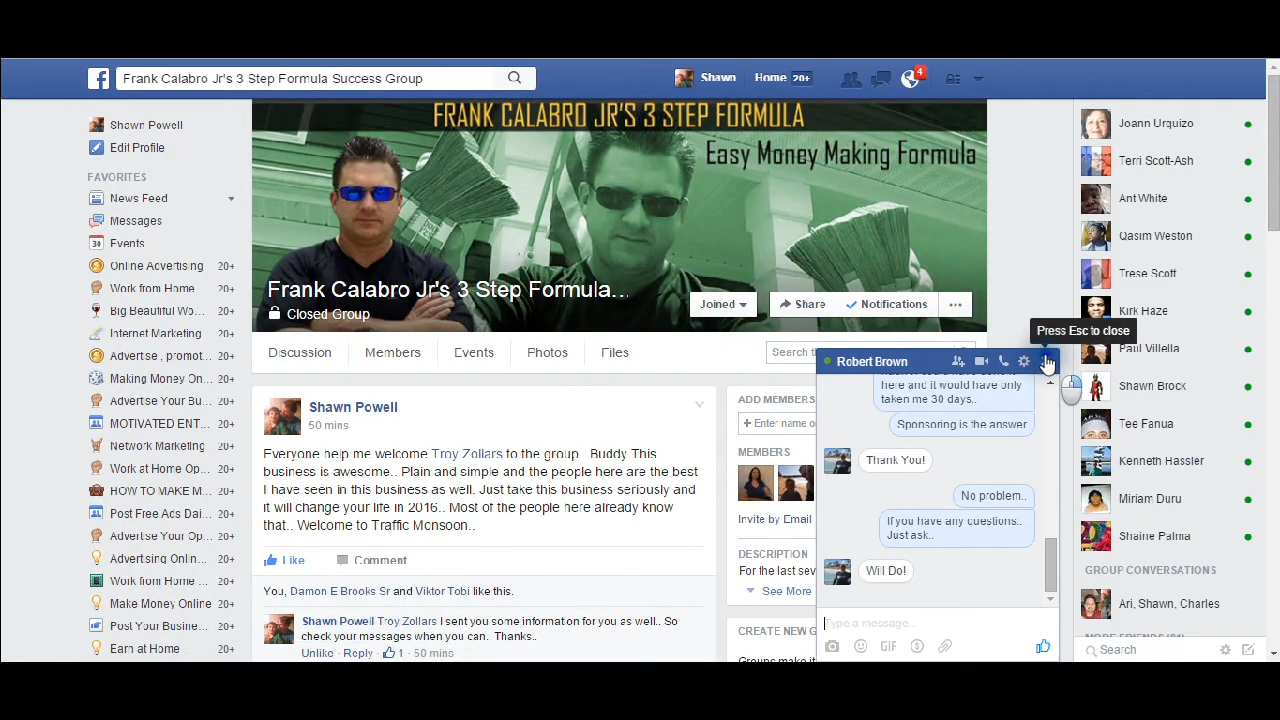 Frank Calabro Jr's 3 Step Formula Success Group
Shawn
Home 20+
4
Shawn Powell
Edit Profile
FAVORITES
News Feed
Messages
Events
Online Advertising 20+
Work from Home 20+
Big Beautiful Wo... 20+
Internet Marketing 20+
Advertise , promot... 20+
Making Money On... 20+
Advertise Your Bu... 20+
MOTIVATED ENT... 20+
Network Marketing 20+
Work at Home Op... 20+
HOW TO MAKE M... 20+
Post Free Ads Dai... 20+
Advertise Your Op... 20+
Advertising Onlin... 20+
Work from Home ... 20+
Make Money Online 20+
Post Your Busine... 20+
Earn at Home 20+
FRANK CALABRO JR'S 3 STEP FORMULA
Easy Money Making Formula
Frank Calabro Jr's 3 Step Formula...
Closed Group
Joined
Share
Notifications
...
Discussion
Members
Events
Photos
Files
Search th
Shawn Powell
50 mins
Everyone help me welcome Troy Zollars to the group . Buddy This
business is awesome.. Plain and simple and the people here are the best
I have seen in this business as well. Just take this business seriously and
it will change your life in 2016.. Most of the people here already know
that.. Welcome to Traffic Monsoon..
Like
Comment
You, Damon E Brooks Sr and Viktor Tobi like this.
Shawn Powell Troy Zollars I sent you some information for you as well.. So
check your messages when you can. Thanks..
Unlike · Reply · 1 · 50 mins
ADD MEMBERS
+ Enter name o
MEMBERS
Invite by Email
DESCRIPTION
For the last sev
See More
CREATE NEW G
Groups make it
Robert Brown
here and it would have only
taken me 30 days..
Sponsoring is the answer
Thank You!
No problem..
If you have any questions..
Just ask..
Will Do!
Type a message...
GIF
Press Esc to close
Joann Urquizo
Terri Scott-Ash
Ant White
Qasim Weston
Trese Scott
Kirk Haze
Paul Villella
Shawn Brock
Tee Fanua
Kenneth Hassler
Miriam Duru
Shaine Palma
GROUP CONVERSATIONS
Ari, Shawn, Charles
Search